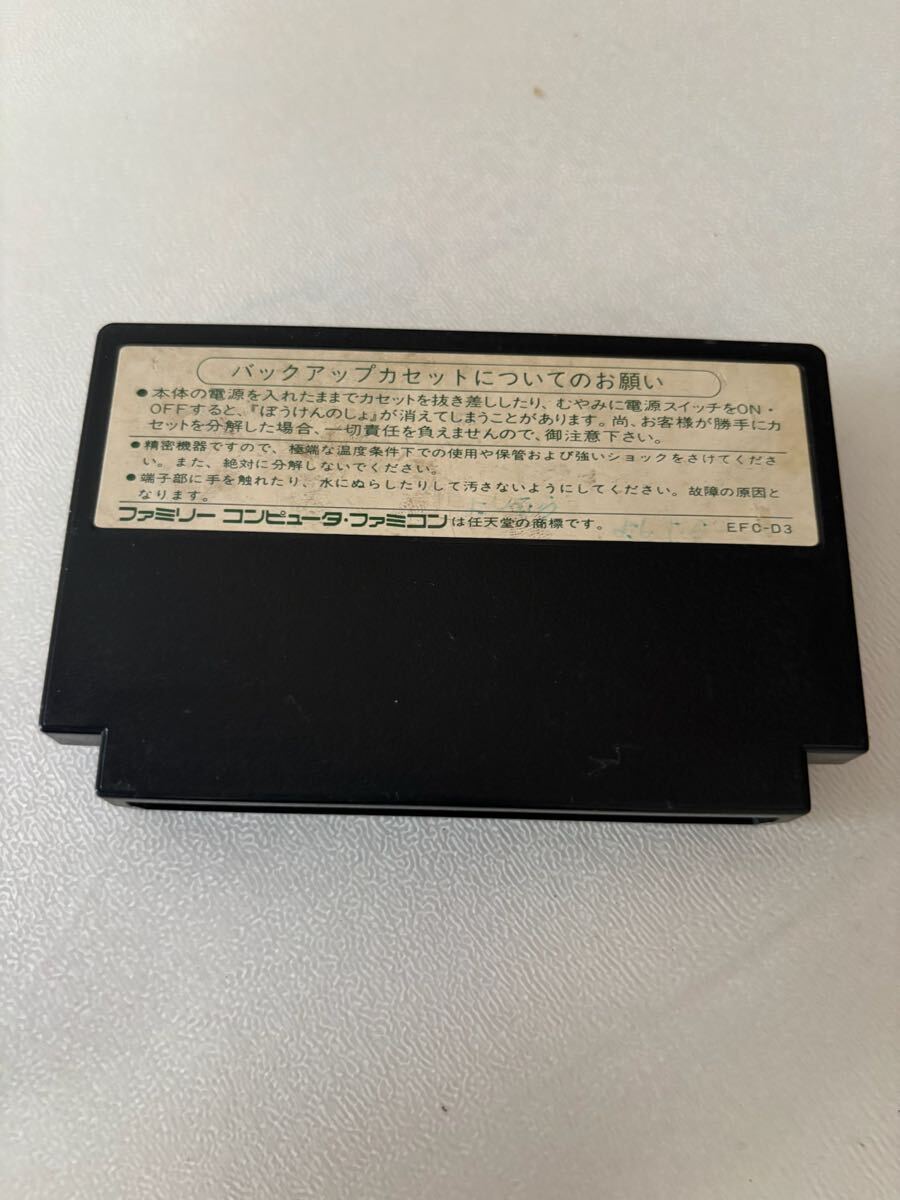 バックアップカセットについてのお願い
●本体の電源を入れたままでカセットを抜き差ししたり、むやみに電源スイッチをON・
OFFすると、『ぼうけんのしょ』が消えてしまうことがあります。尚、お客様が勝手にカ
セットを分解した場合、一切責任を負えませんので、御注意下さい。
●精密機器ですので、極端な温度条件下での使用や保管および強いショックをさけてくださ
い。また、絶対に分解しないでください。
●端子部に手を触れたり、水にぬらしたりして汚さないようにしてください。故障の原因と
なります。
ファミリー コンピュータ・ファミコンは任天堂の商標です。
EFC-D3